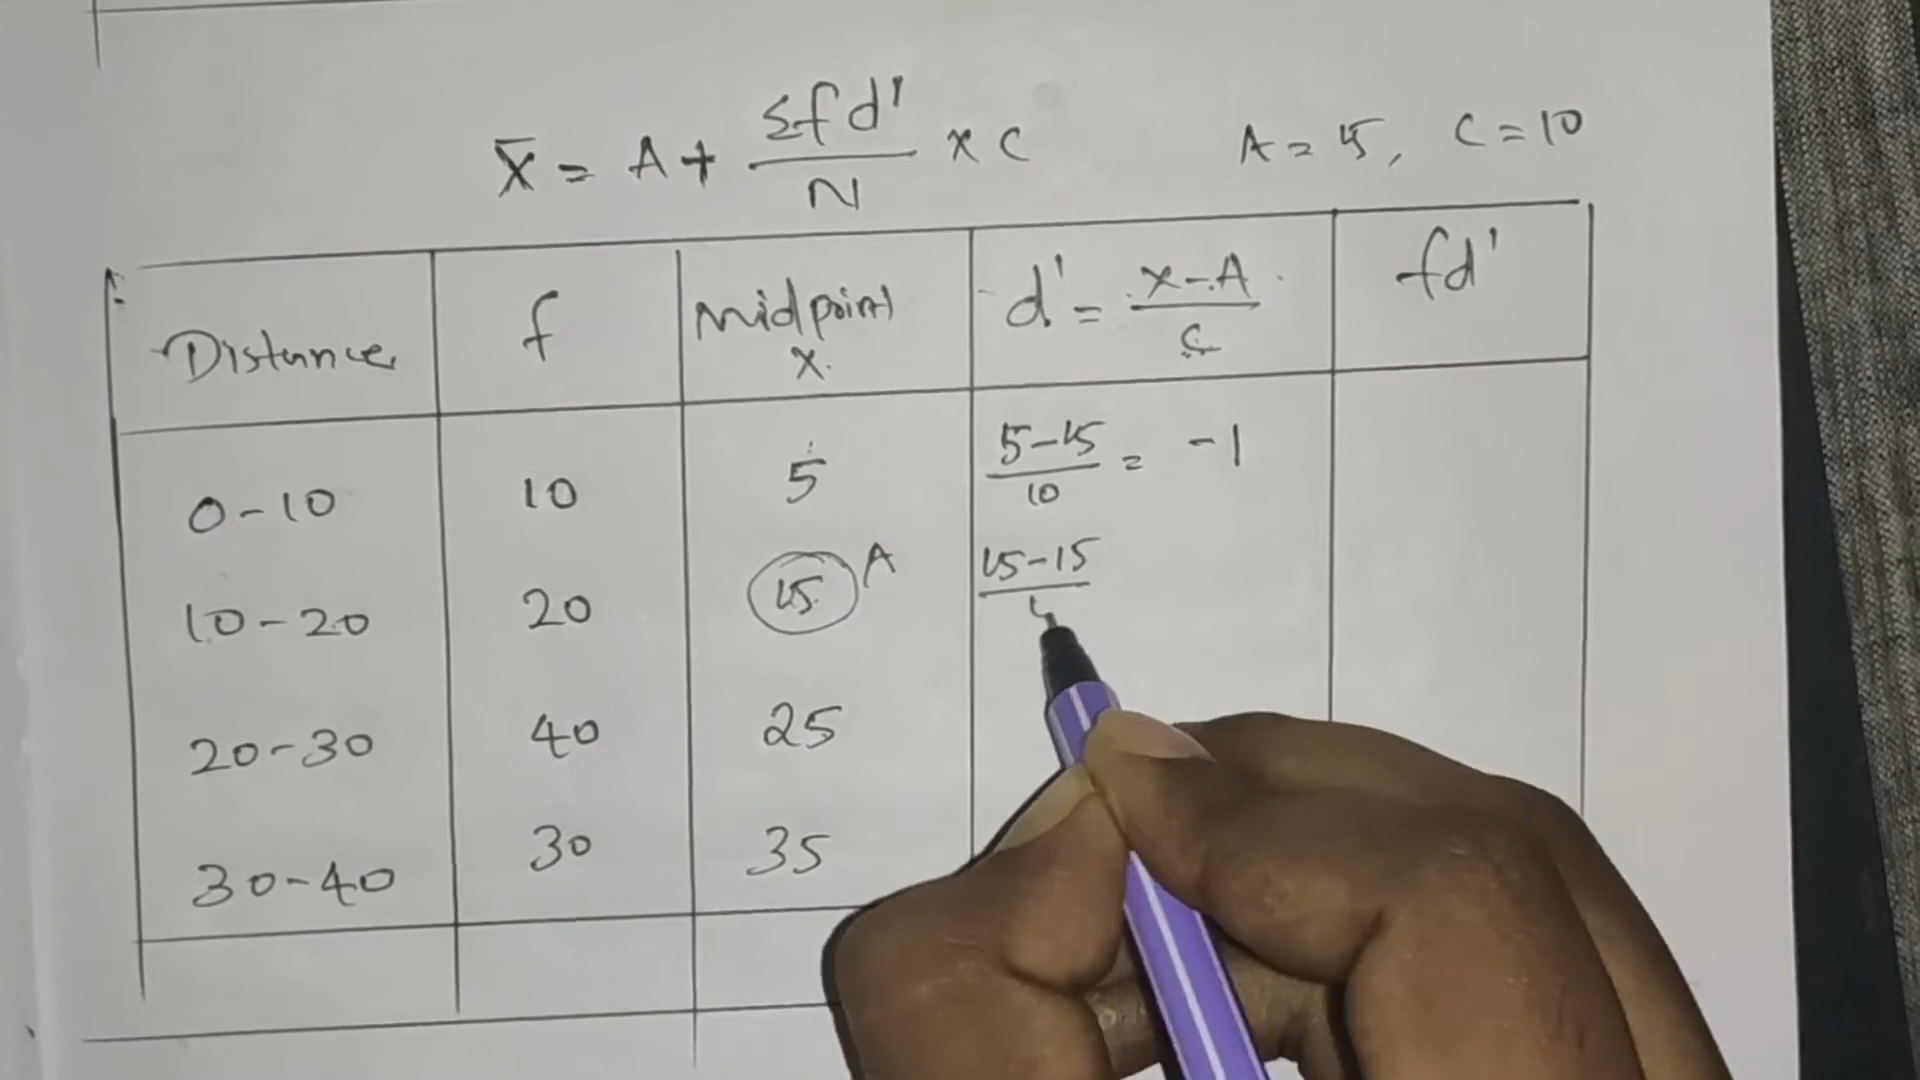 X̄ = A + Σfd' / N × C    A = 15, C = 10
Distance  f  Midpoint X  d' = X-A / C  fd'
0-10  10  5  5-15 / 10 = -1
10-20  20  15 A  15-15 /
20-30  40  25
30-40  30  35